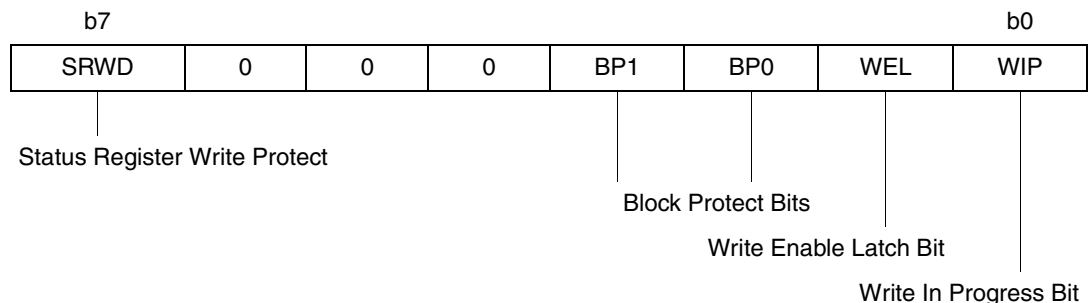 b7 b0
SRWD 0 0 0 BP1 BP0 WEL WIP
Status Register Write Protect
Block Protect Bits
Write Enable Latch Bit
Write In Progress Bit